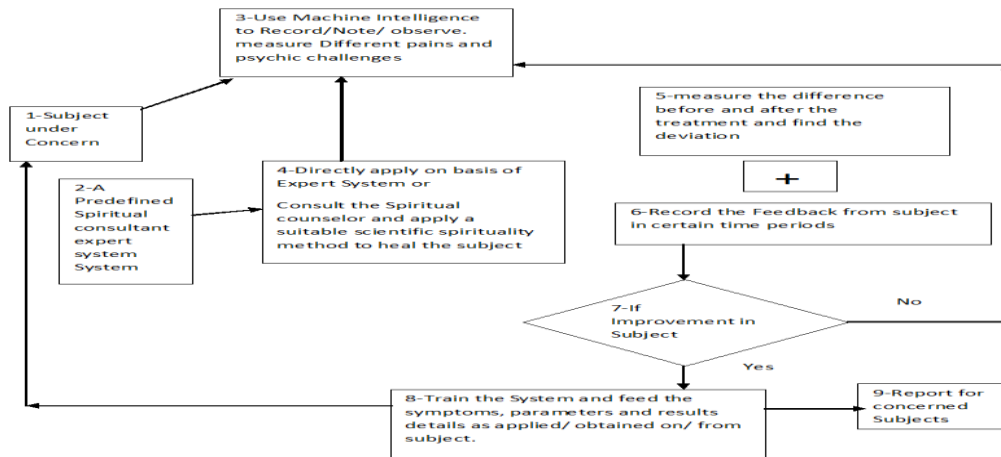 3-Use Machine Intelligence
to Record/Note/ observe.
measure Different pains and
psychic challenges
1-Subject
under
Concern
2-A
Predefined
Spiritual
consultant
expert
system
System
4-Directly apply on basis of
Expert System or
Consult the Spiritual
counselor and apply a
suitable scientific spirituality
method to heal the subject
5-measure the difference
before and after the
treatment and find the
deviation
+
6-Record the Feedback from subject
in certain time periods
7-If
Improvement in
Subject
No
Yes
8-Train the System and feed the
symptoms, parameters and results
details as applied/ obtained on/ from
subject.
9-Report for
concerned
Subjects